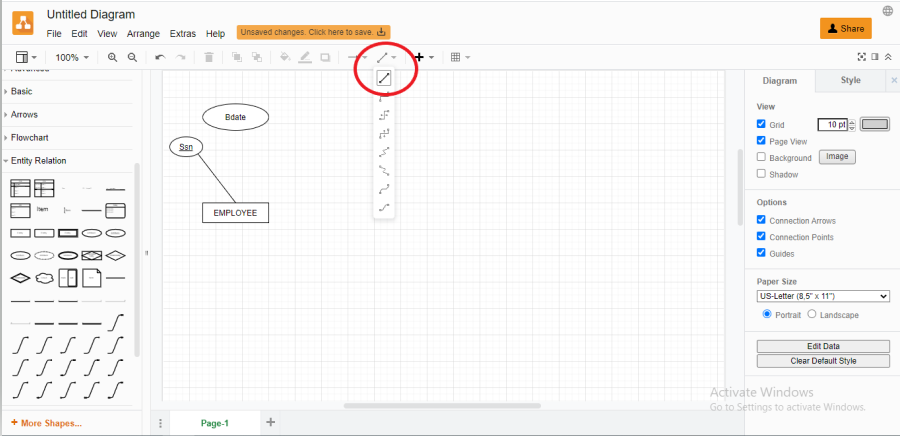 Untitled Diagram
File Edit View Arrange Extras Help
Unsaved changes. Click here to save.
Share
100%
Advanced
Basic
Arrows
Flowchart
Entity Relation
Item
Bdate
Ssn
EMPLOYEE
Diagram Style
View
Grid 10 pt
Page View
Background Image
Shadow
Options
Connection Arrows
Connection Points
Guides
Paper Size
US-Letter (8,5" x 11")
Portrait Landscape
Edit Data
Clear Default Style
Activate Windows
Go to Settings to activate Windows.
+ More Shapes...
Page-1